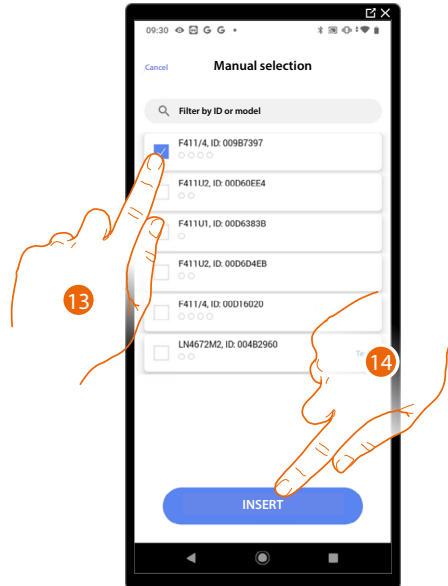 09:30 G G
Cancel
Manual selection
Filter by ID or model
F411/4, ID: 009B7397
F411U2, ID: 00D60EE4
F411U1, ID: 00D6383B
F411U2, ID: 00D6D4EB
F411/4, ID: 00D16020
LN4672M2, ID: 004B2960
Te
13
14
INSERT